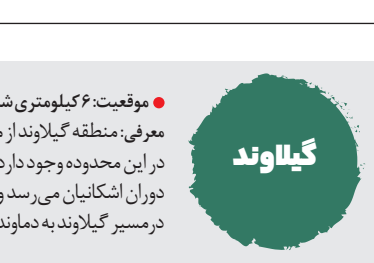 گیلاوند
● موقعیت: ۶ کیلومتری
معرفی: منطقه گیلاوند از
در این محدوده وجود دارد
دوران اشکانیان می‌رسد و
درمسیر گیلاوند به دماوند